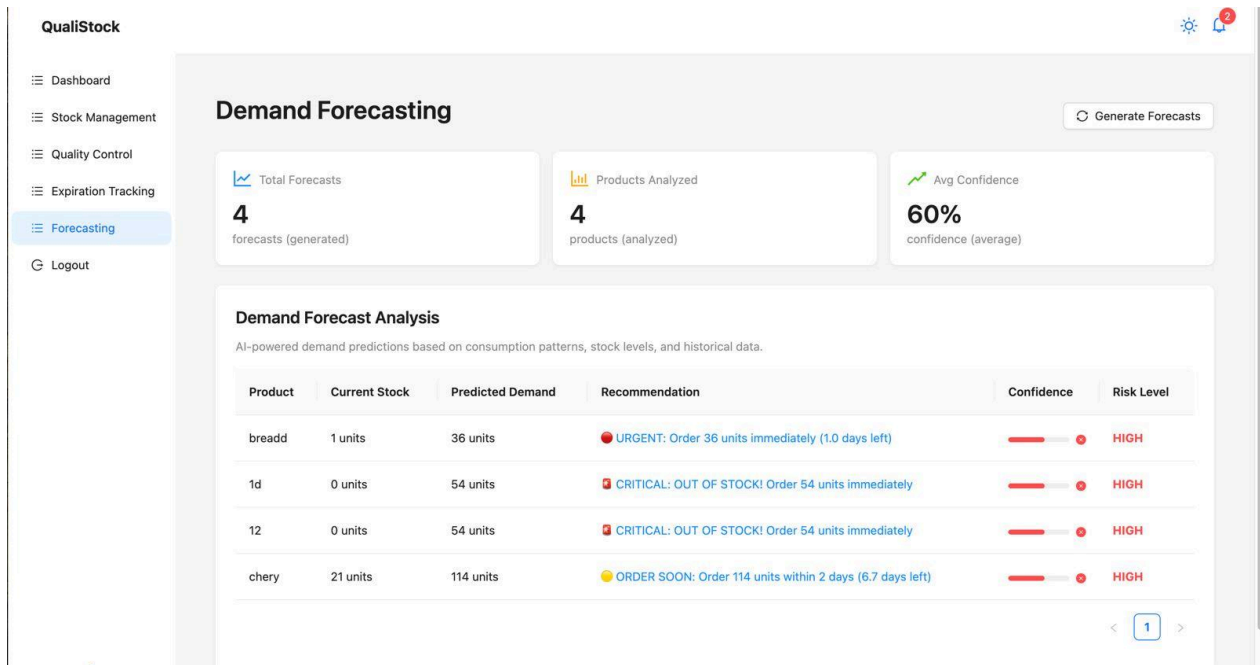 QualiStock
2
Dashboard
Stock Management
Quality Control
Expiration Tracking
Forecasting
Logout
Demand Forecasting
Generate Forecasts
Total Forecasts
4
forecasts (generated)
Products Analyzed
4
products (analyzed)
Avg Confidence
60%
confidence (average)
Demand Forecast Analysis
AI-powered demand predictions based on consumption patterns, stock levels, and historical data.
Product Current Stock Predicted Demand Recommendation Confidence Risk Level
breadd 1 units 36 units URGENT: Order 36 units immediately (1.0 days left) HIGH
1d 0 units 54 units CRITICAL: OUT OF STOCK! Order 54 units immediately HIGH
12 0 units 54 units CRITICAL: OUT OF STOCK! Order 54 units immediately HIGH
chery 21 units 114 units ORDER SOON: Order 114 units within 2 days (6.7 days left) HIGH
< 1 >